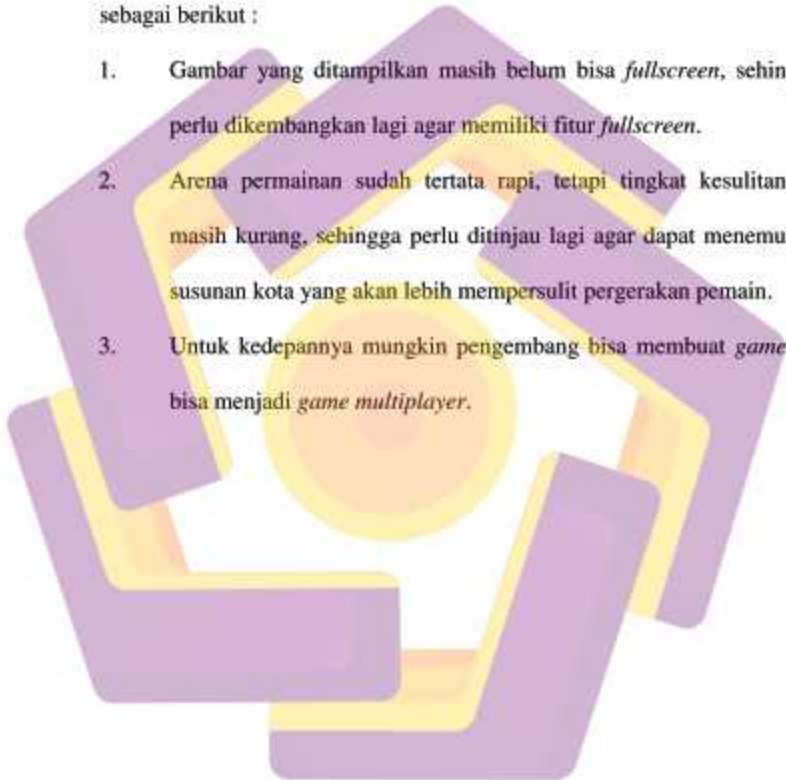 sebagai berikut :
1. Gambar yang ditampilkan masih belum bisa fullscreen, sehin
perlu dikembangkan lagi agar memiliki fitur fullscreen.
2. Arena permainan sudah tertata rapi, tetapi tingkat kesulitan
masih kurang, sehingga perlu ditinjau lagi agar dapat menemu
susunan kota yang akan lebih mempersulit pergerakan pemain.
3. Untuk kedepannya mungkin pengembang bisa membuat game
bisa menjadi game multiplayer.